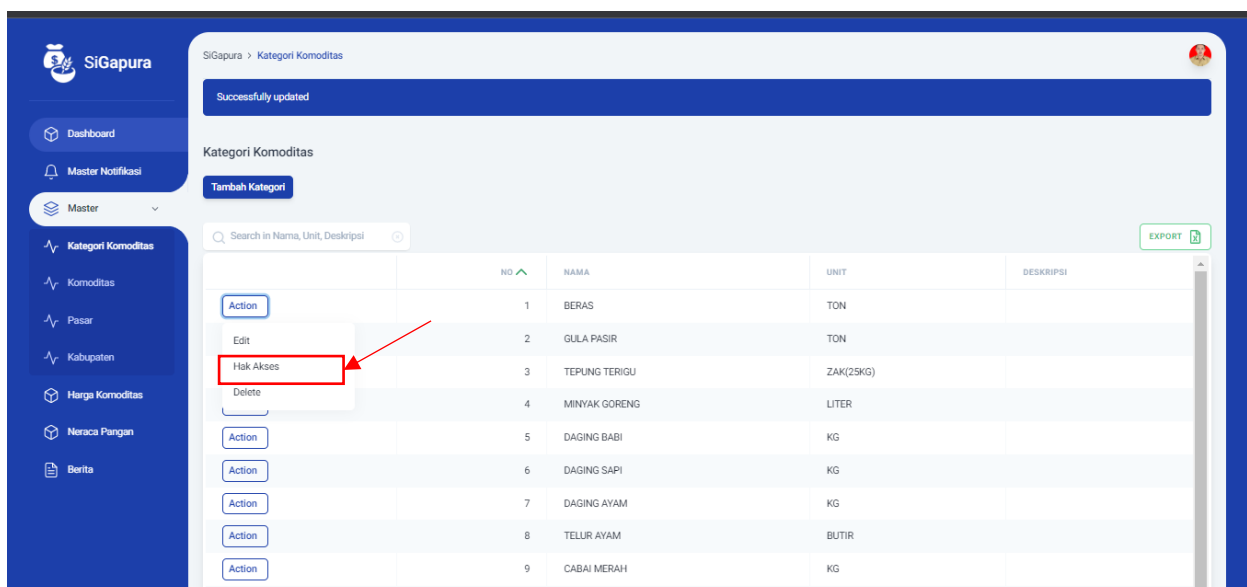 SiGapura
SiGapura > Kategori Komoditas
Successfully updated
Dashboard
Master Notifikasi
Master
Kategori Komoditas
Komoditas
Pasar
Kabupaten
Harga Komoditas
Neraca Pangan
Berita
Kategori Komoditas
Tambah Kategori
Search in Nama, Unit, Deskripsi
EXPORT
NO NAMA UNIT DESKRIPSI
Action 1 BERAS TON
Edit 2 GULA PASIR TON
Hak Akses 3 TEPUNG TERIGU ZAK(25KG)
Delete 4 MINYAK GORENG LITER
Action 5 DAGING BABI KG
Action 6 DAGING SAPI KG
Action 7 DAGING AYAM KG
Action 8 TELUR AYAM BUTIR
Action 9 CABAI MERAH KG